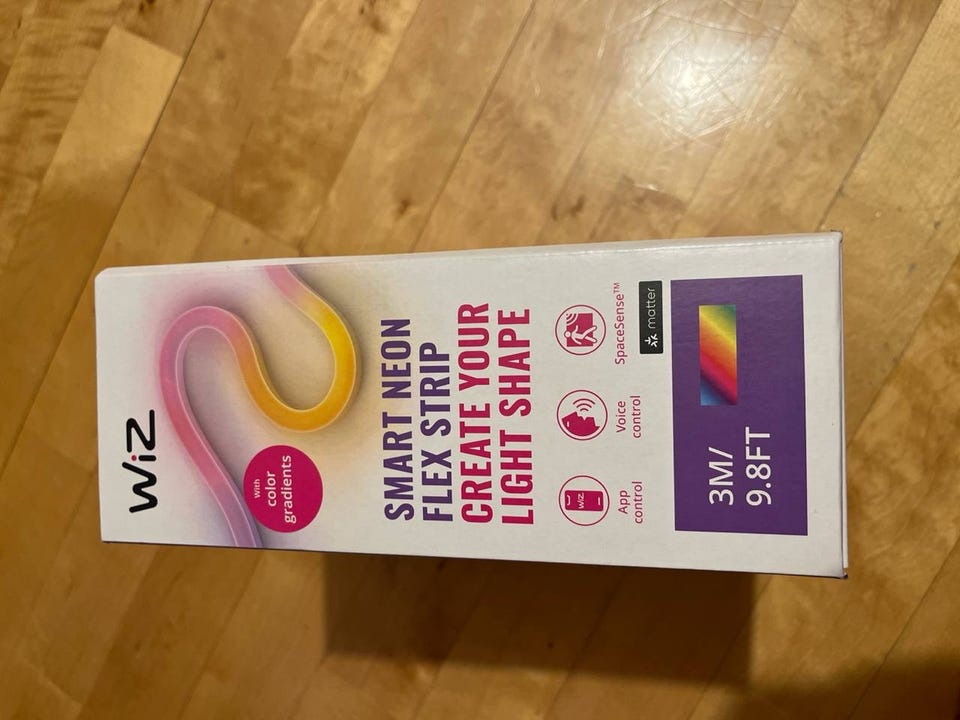 WiZ
With
color
gradients
SMART NEON
FLEX STRIP
CREATE YOUR
LIGHT SHAPE
WiZ
App
control
Voice
control
SpaceSense™
matter
3M/
9.8FT